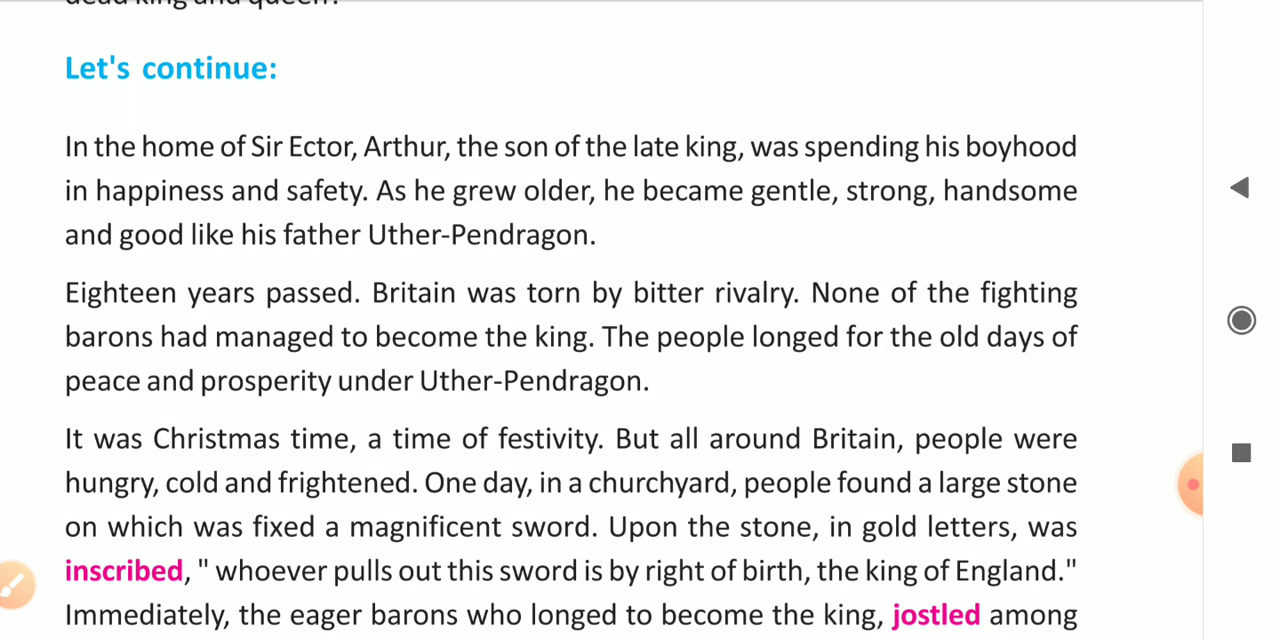 dead king and queen?
Let's continue:
In the home of Sir Ector, Arthur, the son of the late king, was spending his boyhood
in happiness and safety. As he grew older, he became gentle, strong, handsome
and good like his father Uther-Pendragon.
Eighteen years passed. Britain was torn by bitter rivalry. None of the fighting
barons had managed to become the king. The people longed for the old days of
peace and prosperity under Uther-Pendragon.
It was Christmas time, a time of festivity. But all around Britain, people were
hungry, cold and frightened. One day, in a churchyard, people found a large stone
on which was fixed a magnificent sword. Upon the stone, in gold letters, was
inscribed, " whoever pulls out this sword is by right of birth, the king of England."
Immediately, the eager barons who longed to become the king, jostled among